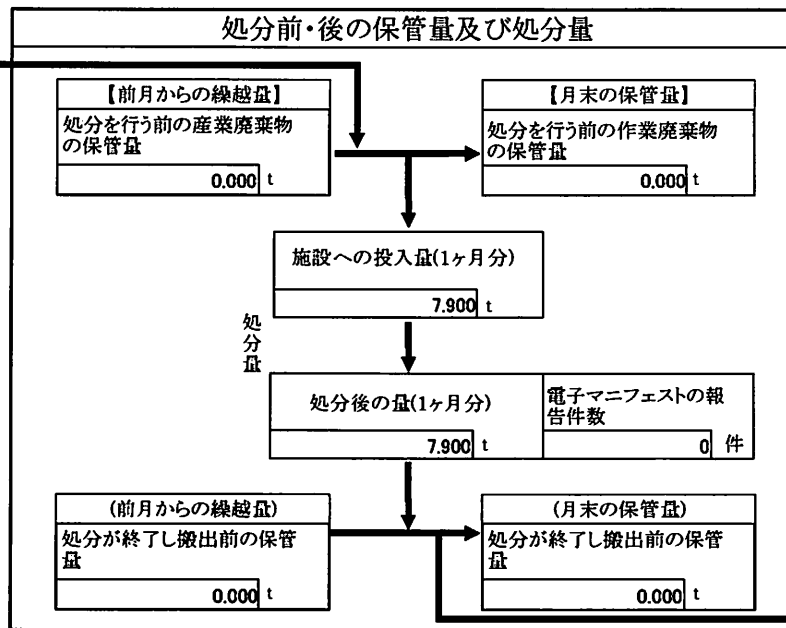 処分前・後の保管量及び処分量
【前月からの繰越量】
処分を行う前の産業廃棄物
の保管量
0.000 t
【月末の保管量】
処分を行う前の作業廃棄物
の保管量
0.000 t
施設への投入量(1ヶ月分)
7.900 t
処分量
処分後の量(1ヶ月分)
7.900 t
電子マニフェストの報
告件数
0 件
(前月からの繰越量)
処分が終了し搬出前の保管
量
0.000 t
(月末の保管量)
処分が終了し搬出前の保管
量
0.000 t